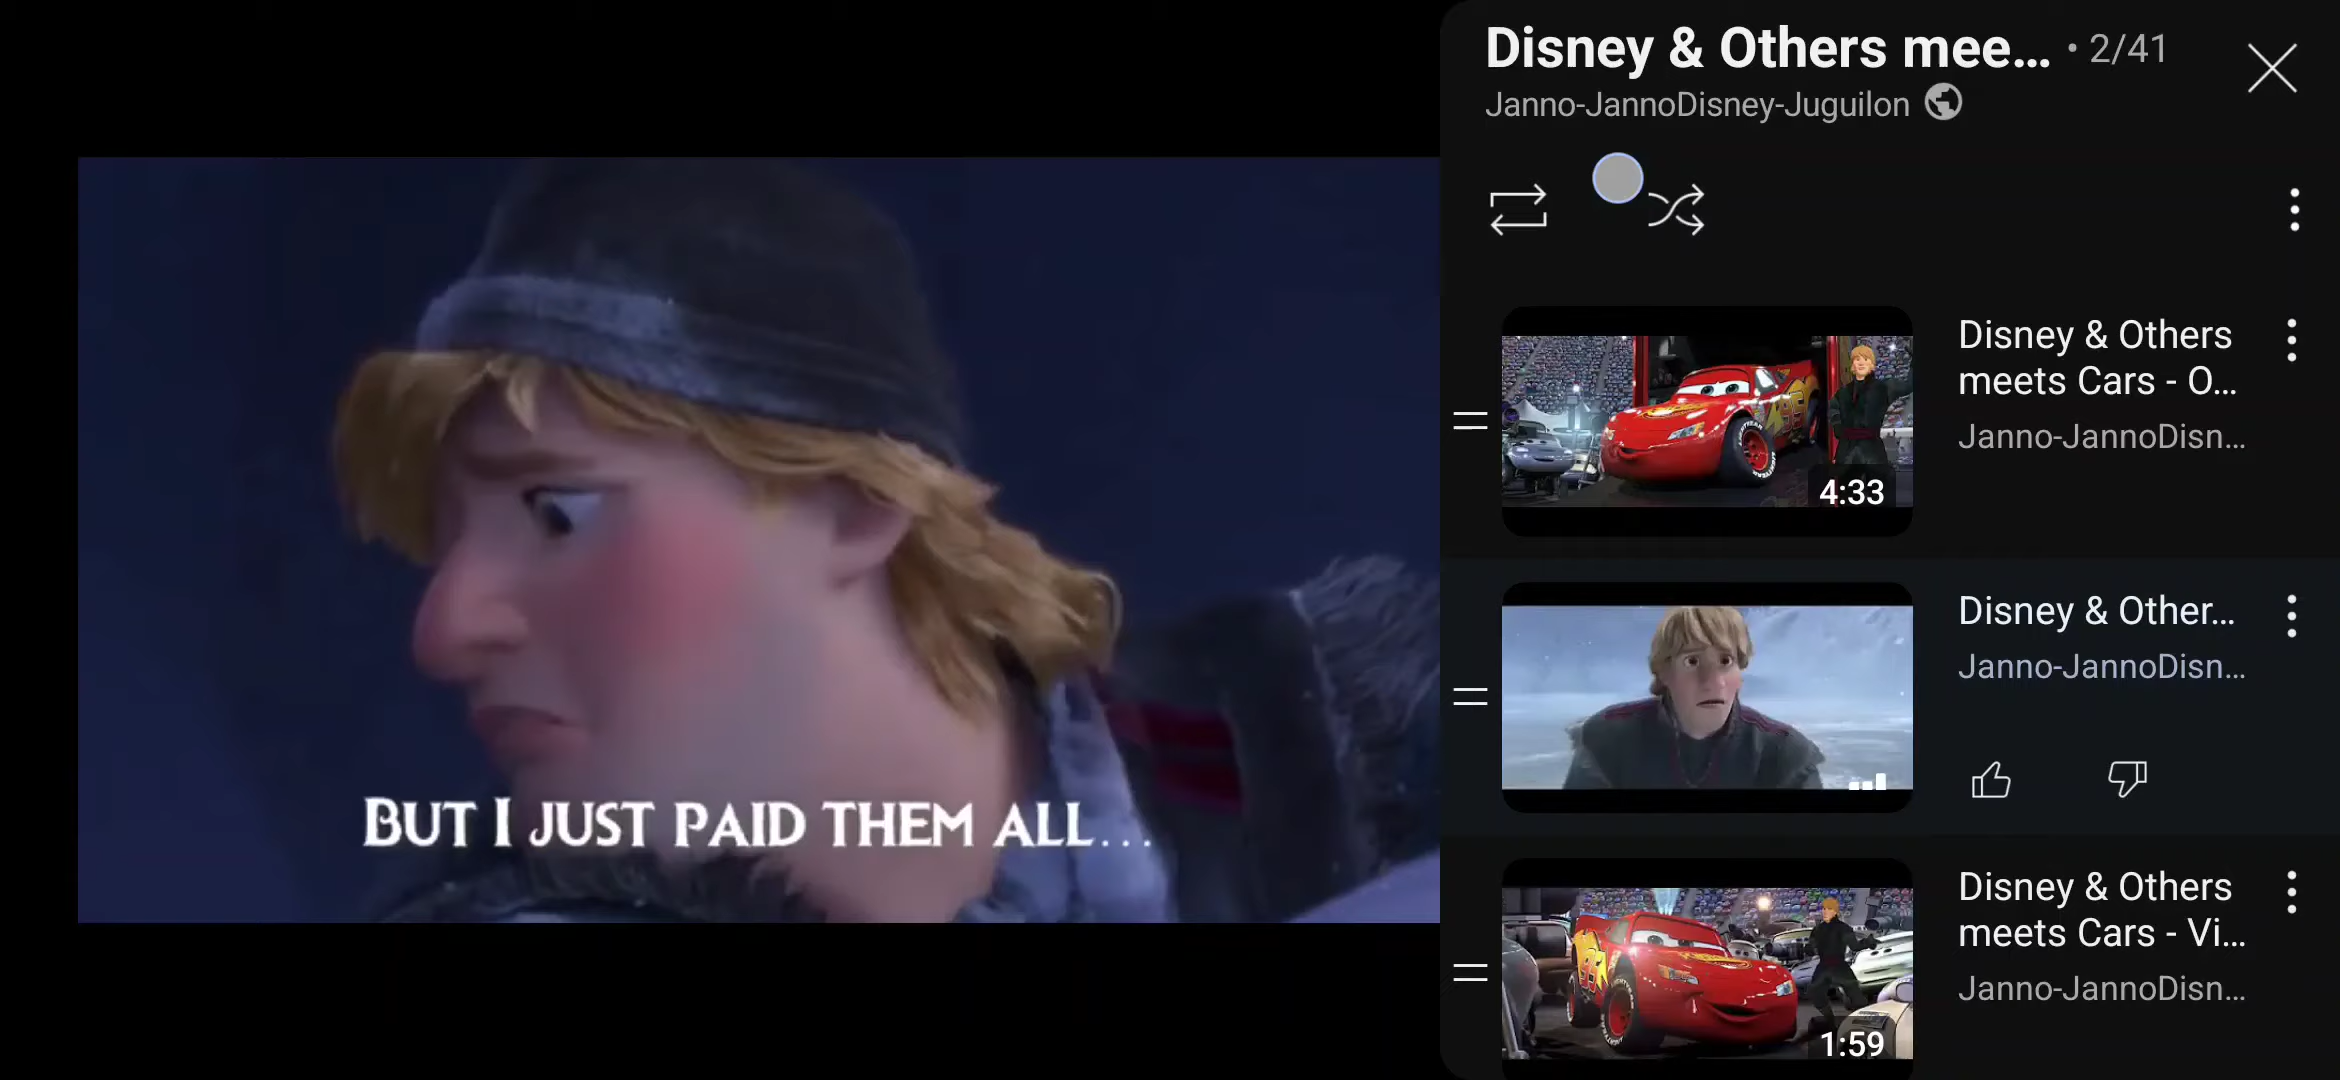 Disney & Others mee... • 2/41
Janno-JannoDisney-Juguilon
Disney & Others
meets Cars - O...
Janno-JannoDisn...
4:33
Disney & Other...
Janno-JannoDisn...
BUT I JUST PAID THEM ALL...
Disney & Others
meets Cars - Vi...
Janno-JannoDisn...
1:59